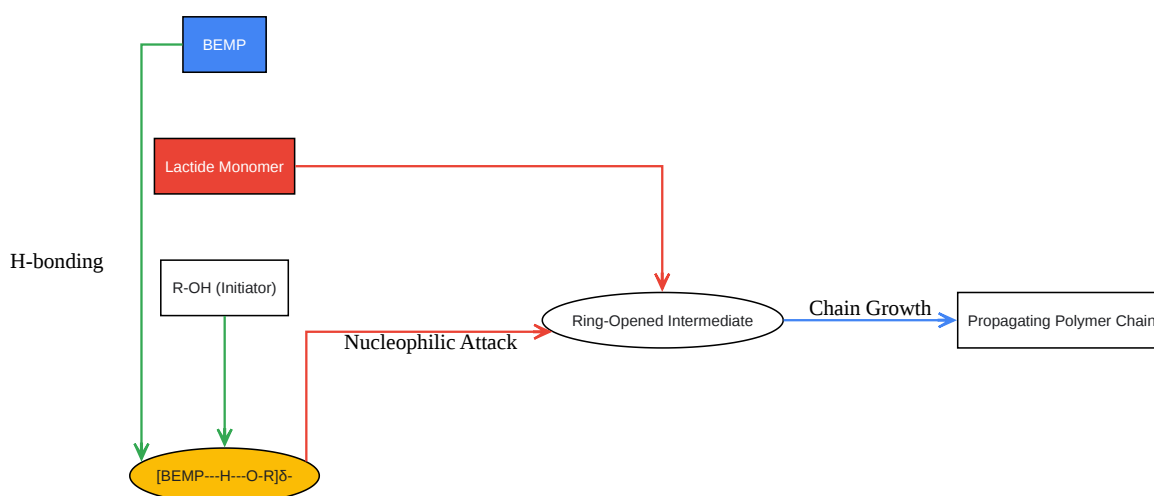 BEMP
Lactide Monomer
H-bonding
R-OH (Initiator)
Chain Growth
Ring-Opened Intermediate
Propagating Polymer Chain
Nucleophilic Attack
[BEMP---H---O-R]δ-